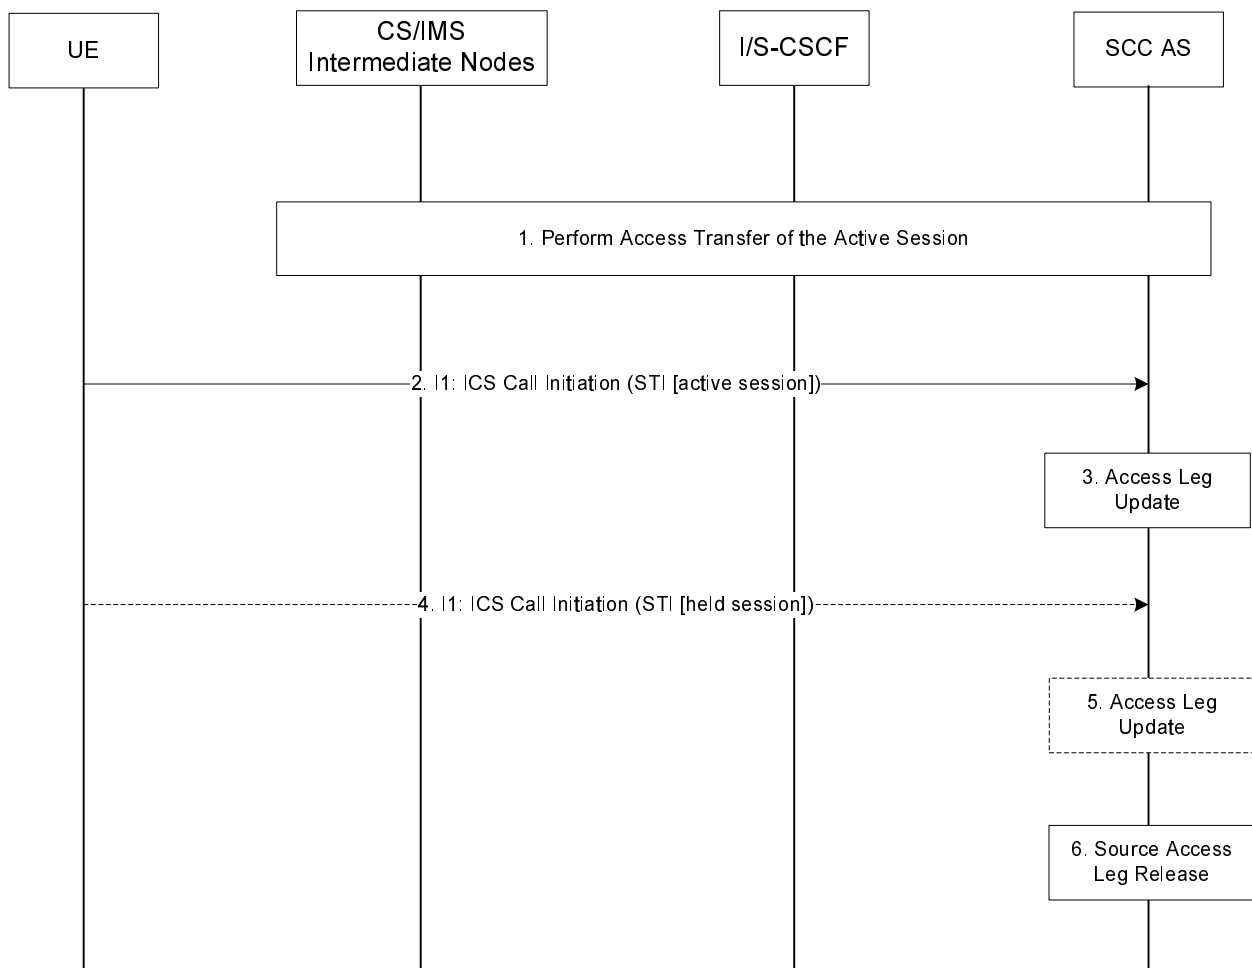 UE
CS/IMS
Intermediate Nodes
I/S-CSCF
SCC AS
1. Perform Access Transfer of the Active Session
2. I1: ICS Call Initiation (STI [active session])
3. Access Leg
Update
4. I1: ICS Call Initiation (STI [held session])
5. Access Leg
Update
6. Source Access
Leg Release